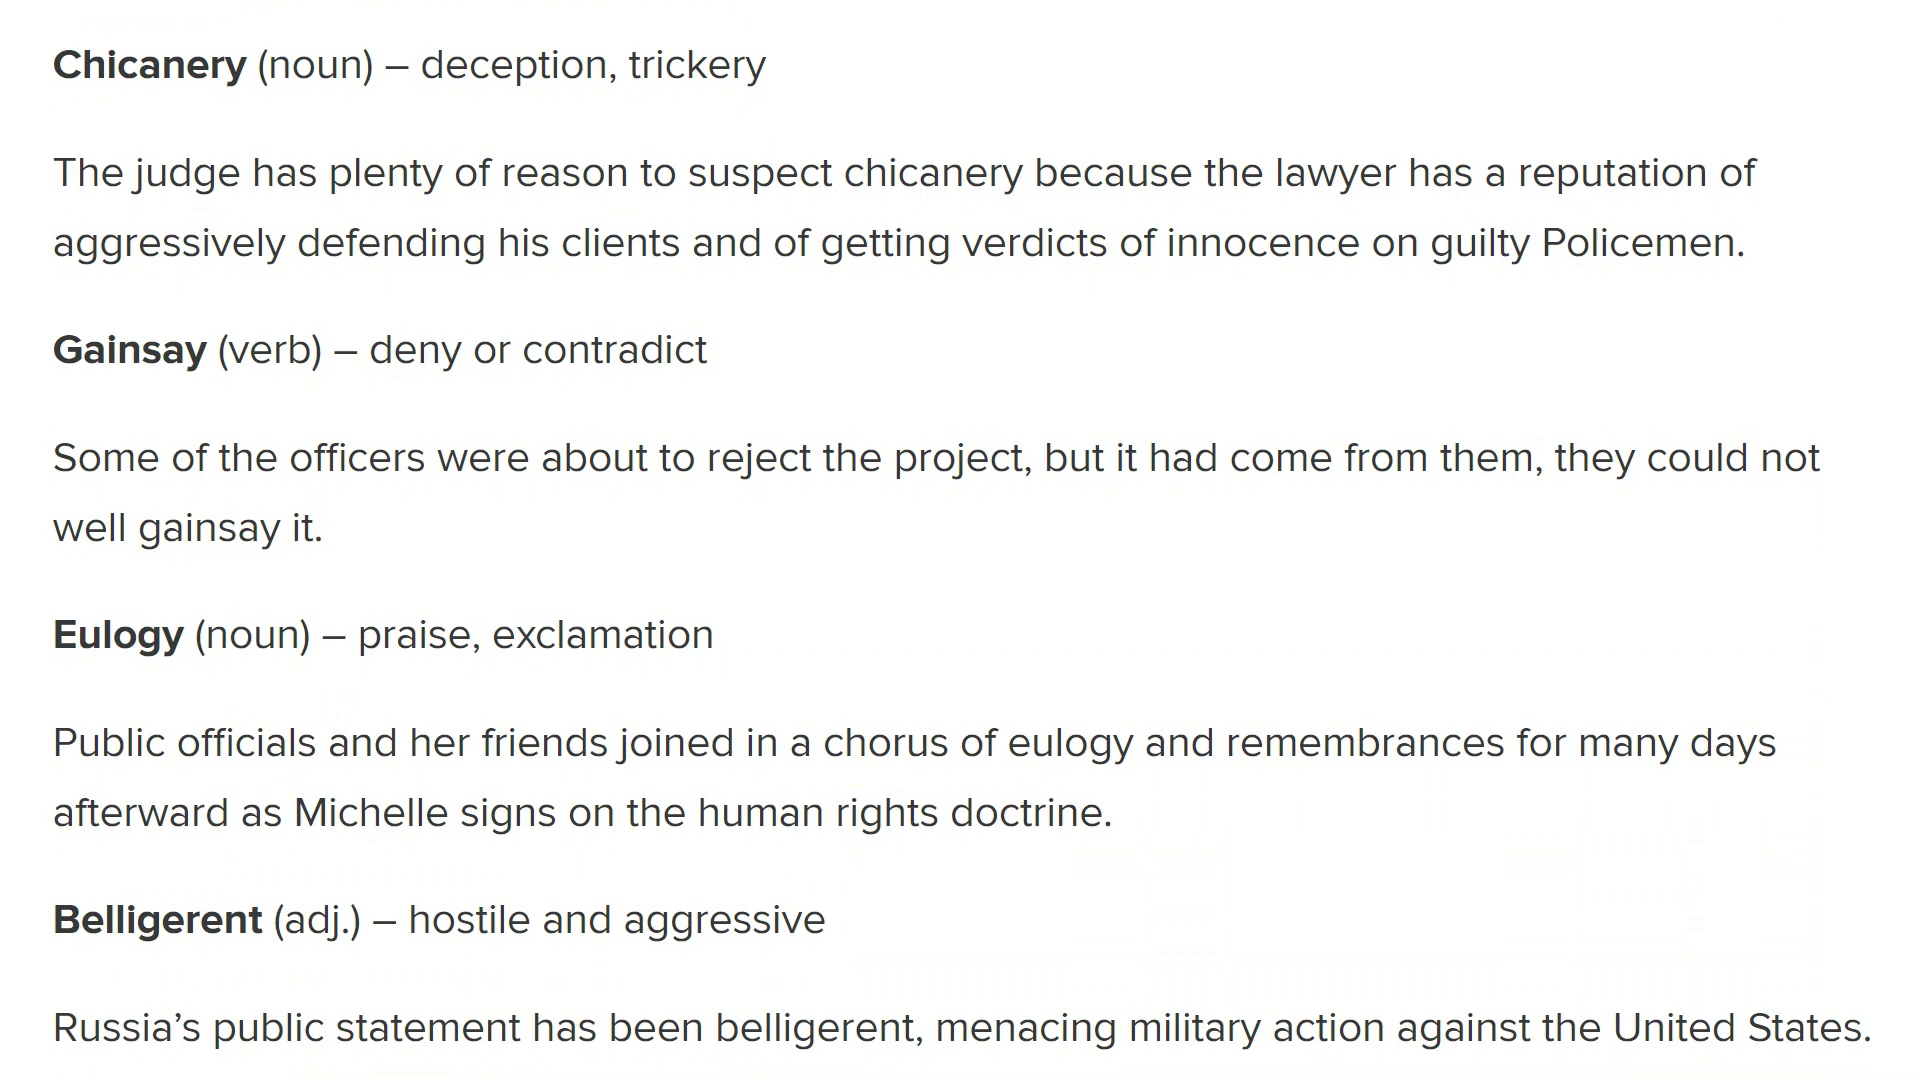 Chicanery (noun) – deception, trickery
The judge has plenty of reason to suspect chicanery because the lawyer has a reputation of
aggressively defending his clients and of getting verdicts of innocence on guilty Policemen.
Gainsay (verb) – deny or contradict
Some of the officers were about to reject the project, but it had come from them, they could not
well gainsay it.
Eulogy (noun) – praise, exclamation
Public officials and her friends joined in a chorus of eulogy and remembrances for many days
afterward as Michelle signs on the human rights doctrine.
Belligerent (adj.) – hostile and aggressive
Russia’s public statement has been belligerent, menacing military action against the United States.